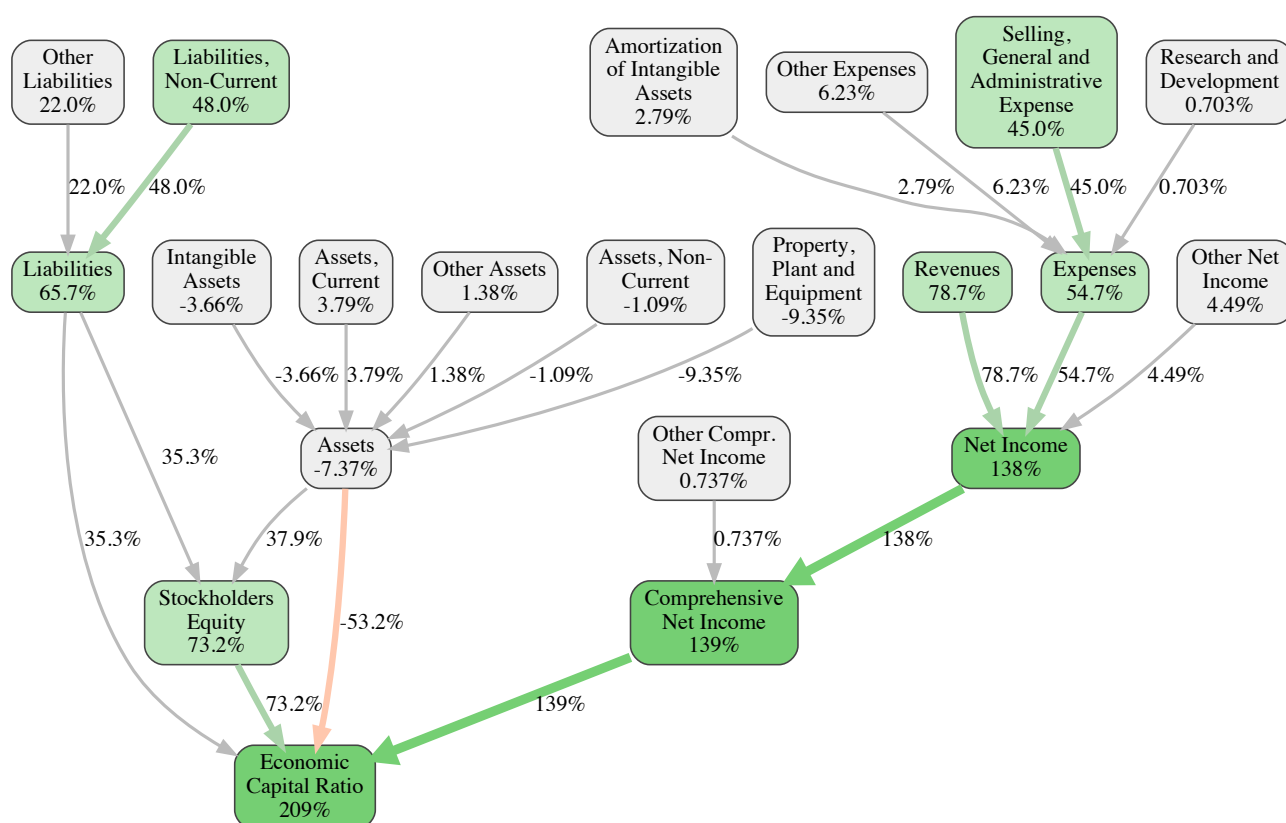 Other
Liabilities
22.0%
Liabilities,
Non-Current
48.0%
Amortization
of Intangible
Assets
2.79%
Other Expenses
6.23%
Selling,
General and
Administrative
Expense
45.0%
Research and
Development
0.703%
22.0%
48.0%
2.79%
6.23%
45.0%
0.703%
Liabilities
65.7%
Intangible
Assets
-3.66%
Assets,
Current
3.79%
Other Assets
1.38%
Assets, Non-
Current
-1.09%
Property,
Plant and
Equipment
-9.35%
Revenues
78.7%
Expenses
54.7%
Other Net
Income
4.49%
-3.66%
3.79%
1.38%
-1.09%
-9.35%
78.7%
54.7%
4.49%
35.3%
Assets
-7.37%
Other Compr.
Net Income
0.737%
Net Income
138%
35.3%
37.9%
0.737%
138%
Stockholders
Equity
73.2%
-53.2%
Comprehensive
Net Income
139%
73.2%
139%
Economic
Capital Ratio
209%